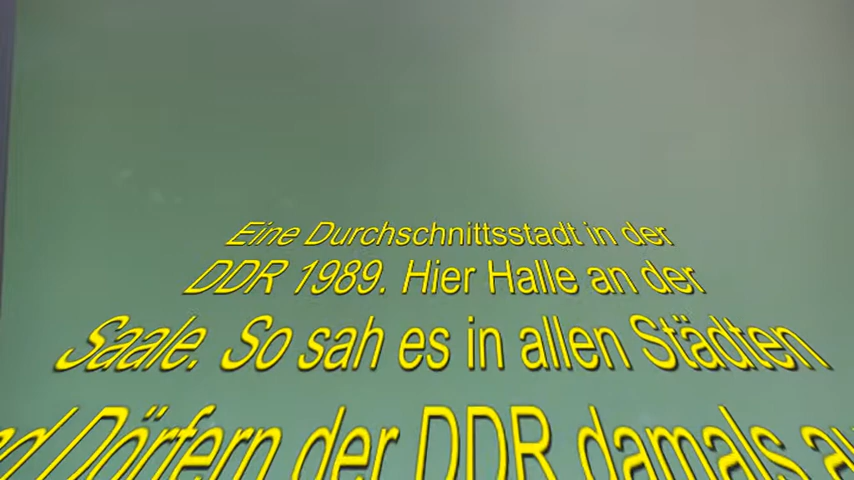 Eine Durchschnittsstadt in der
DDR 1989. Hier Halle an der
Saale. So sah es in allen Städten
Dörfern der DDR damals